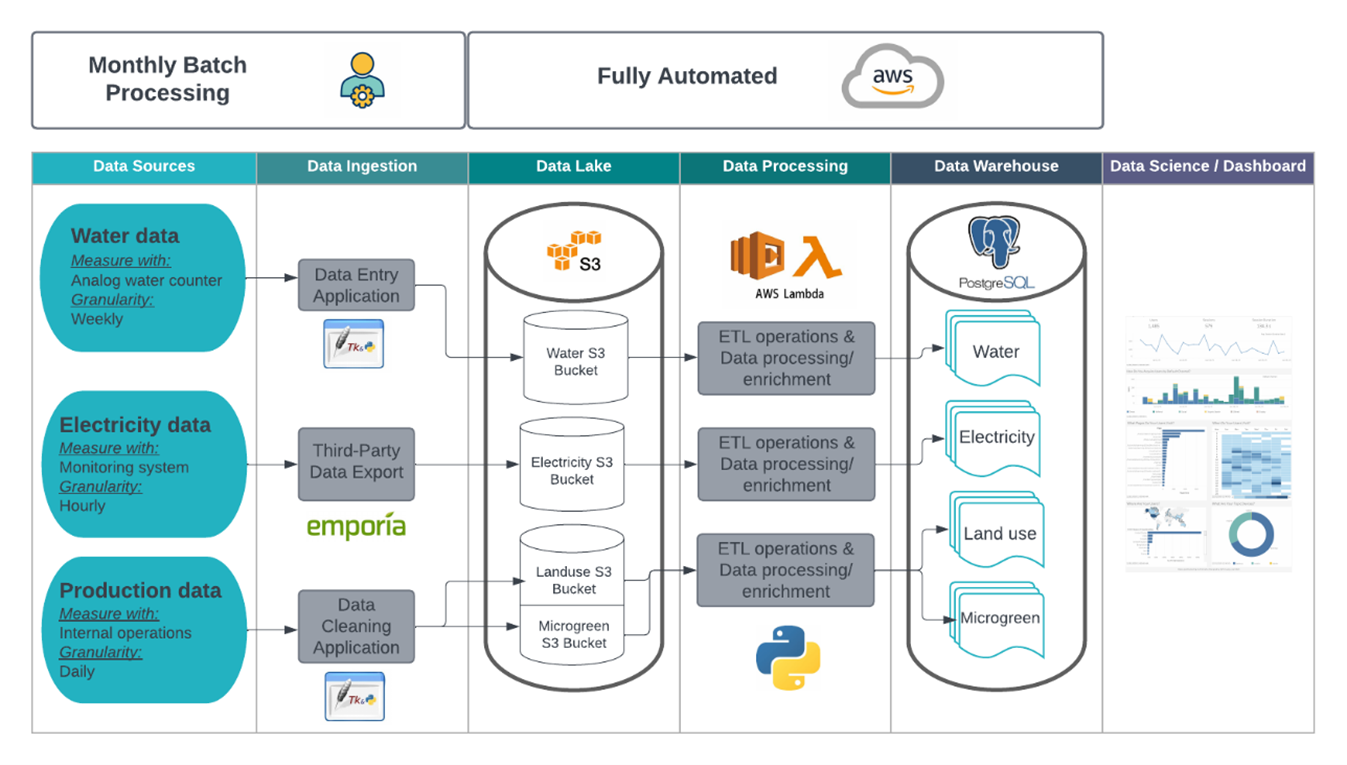 Monthly Batch
Processing
Fully Automated
aws
Data Sources
Data Ingestion
Data Lake
Data Processing
Data Warehouse
Data Science / Dashboard
Water data
Measure with:
Analog water counter
Granularity:
Weekly
Data Entry
Application
Tk&
S3
Water S3
Bucket
AWS Lambda
ETL operations &
Data processing/
enrichment
PostgreSQL
Water
Electricity data
Measure with:
Monitoring system
Granularity:
Hourly
Third-Party
Data Export
emporia
Electricity S3
Bucket
ETL operations &
Data processing/
enrichment
Electricity
Production data
Measure with:
Internal operations
Granularity:
Daily
Data
Cleaning
Application
Tk&
Landuse S3
Bucket
Microgreen
S3 Bucket
ETL operations &
Data processing/
enrichment
Land use
Microgreen